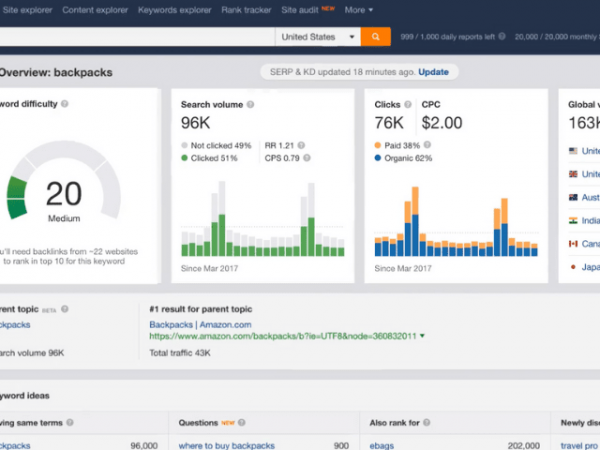 Site explorer Content explorer Keywords explorer Rank tracker Site audit NEW More
United States 999 / 1,000 daily reports left 20,000 / 20,000 monthly
Overview: backpacks SERP & KD updated 18 minutes ago. Update
word difficulty
20
Medium
u'll need backlinks from ~22 websites
to rank in top 10 for this keyword
Search volume
96K
Not clicked 49% RR 1.21
Clicked 51% CPS 0.79
Since Mar 2017
Clicks CPC
76K $2.00
Paid 38%
Organic 62%
Since Mar 2017
Global v
163K
Unite
Unite
Aust
India
Cana
Japa
rent topic BETA
ckpacks
arch volume 96K
#1 result for parent topic
Backpacks | Amazon.com
https://www.amazon.com/backpacks/b?ie=UTF8&node=360832011
Total traffic 43K
yword ideas
ving same terms
ckpacks 96,000
Questions NEW
where to buy backpacks 900
Also rank for
ebags 202,000
Newly disc
travel pro